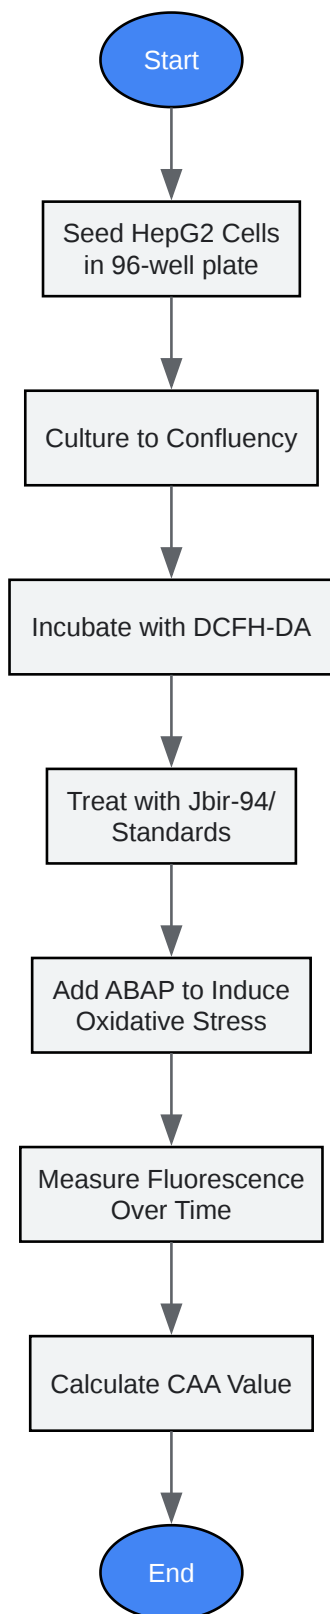 Start
Seed HepG2 Cells
in 96-well plate
Culture to Confluency
Incubate with DCFH-DA
Treat with Jbir-94/
Standards
Add ABAP to Induce
Oxidative Stress
Measure Fluorescence
Over Time
Calculate CAA Value
End